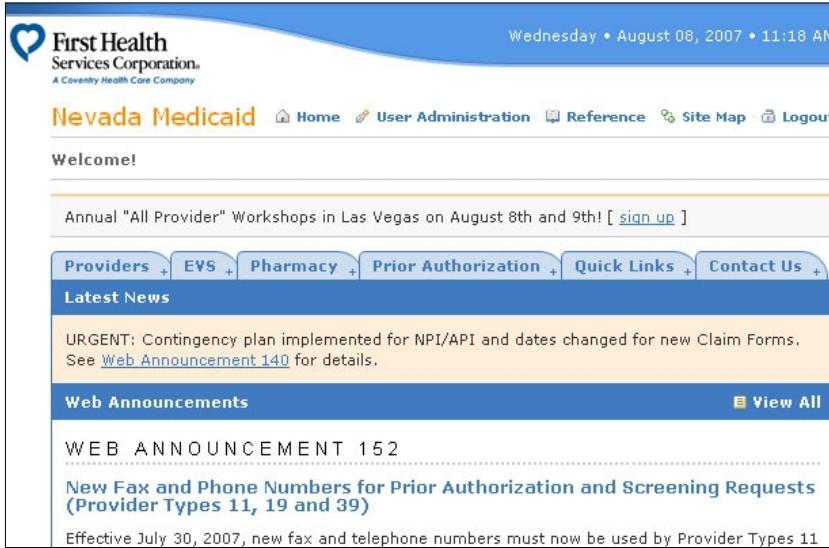 Wednesday • August 08, 2007 • 11:18 AM
First Health
Services Corporation.
A Coventry Health Care Company
Nevada Medicaid Home User Administration Reference Site Map Logout
Welcome!
Annual "All Provider" Workshops in Las Vegas on August 8th and 9th! [ sign up ]
Providers + EVS + Pharmacy + Prior Authorization + Quick Links + Contact Us +
Latest News
URGENT: Contingency plan implemented for NPI/API and dates changed for new Claim Forms.
See Web Announcement 140 for details.
Web Announcements View All
WEB ANNOUNCEMENT 152
New Fax and Phone Numbers for Prior Authorization and Screening Requests
(Provider Types 11, 19 and 39)
Effective July 30, 2007, new fax and telephone numbers must now be used by Provider Types 11